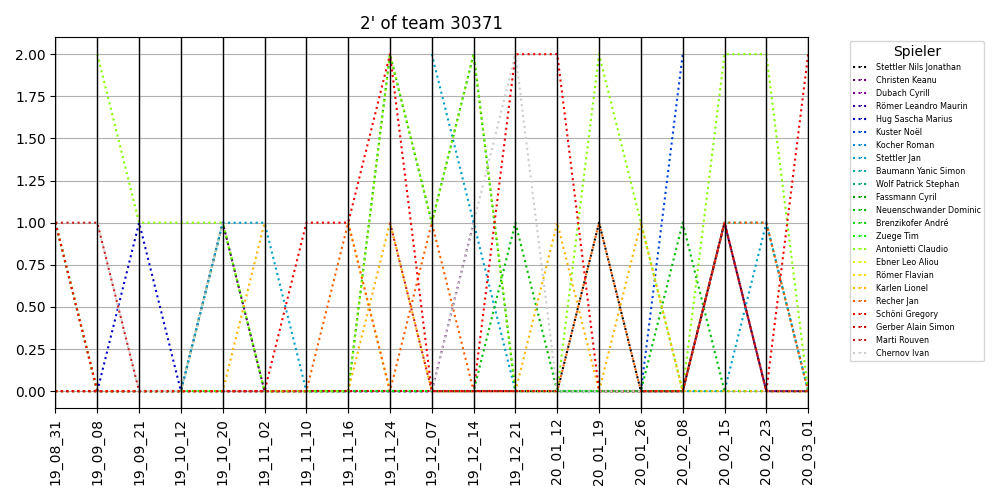 2' of team 30371
2.00
1.75
1.50
1.25
1.00
0.75
0.50
0.25
0.00
19_08_31
19_09_08
19_09_21
19_10_12
19_10_20
19_11_02
19_11_10
19_11_16
19_11_24
19_12_07
19_12_14
19_12_21
20_01_12
20_01_19
20_01_26
20_02_08
20_02_15
20_02_23
20_03_01
Spieler
Stettler Nils Jonathan
Christen Keanu
Dubach Cyrill
Römer Leandro Maurin
Hug Sascha Marius
Kuster Noël
Kocher Roman
Stettler Jan
Baumann Yanic Simon
Wolf Patrick Stephan
Fassmann Cyril
Neuenschwander Dominic
Brenzikofer André
Zuege Tim
Antonietti Claudio
Ebner Leo Aliou
Römer Flavian
Karlen Lionel
Recher Jan
Schöni Gregory
Gerber Alain Simon
Marti Rouven
Chernov Ivan